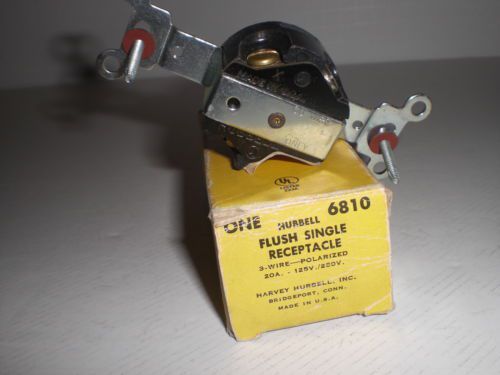 UL
ONE HUBBELL 6810
FLUSH SINGLE
RECEPTACLE
3-WIRE—POLARIZED
20A. - 125V./250V.
HARVEY HUBBELL, INC.
BRIDGEPORT, CONN.
MADE IN U.S.A.